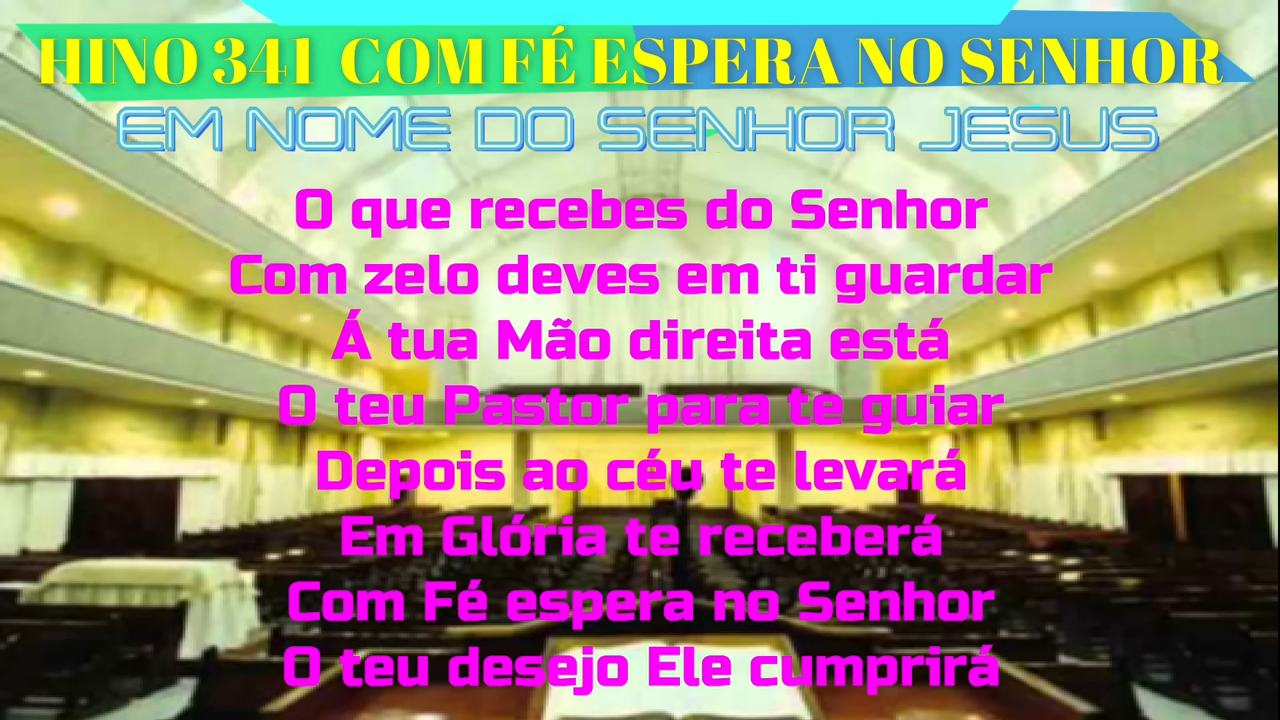 HINO 341 COM FÉ ESPERA NO SENHOR
EM NOME DO SENHOR JESUS
O que recebes do Senhor
Com zelo deves em ti guardar
Á tua Mão direita está
O teu Pastor para te guiar
Depois ao céu te levará
Em Glória te receberá
Com Fé espera no Senhor
O teu desejo Ele cumprirá